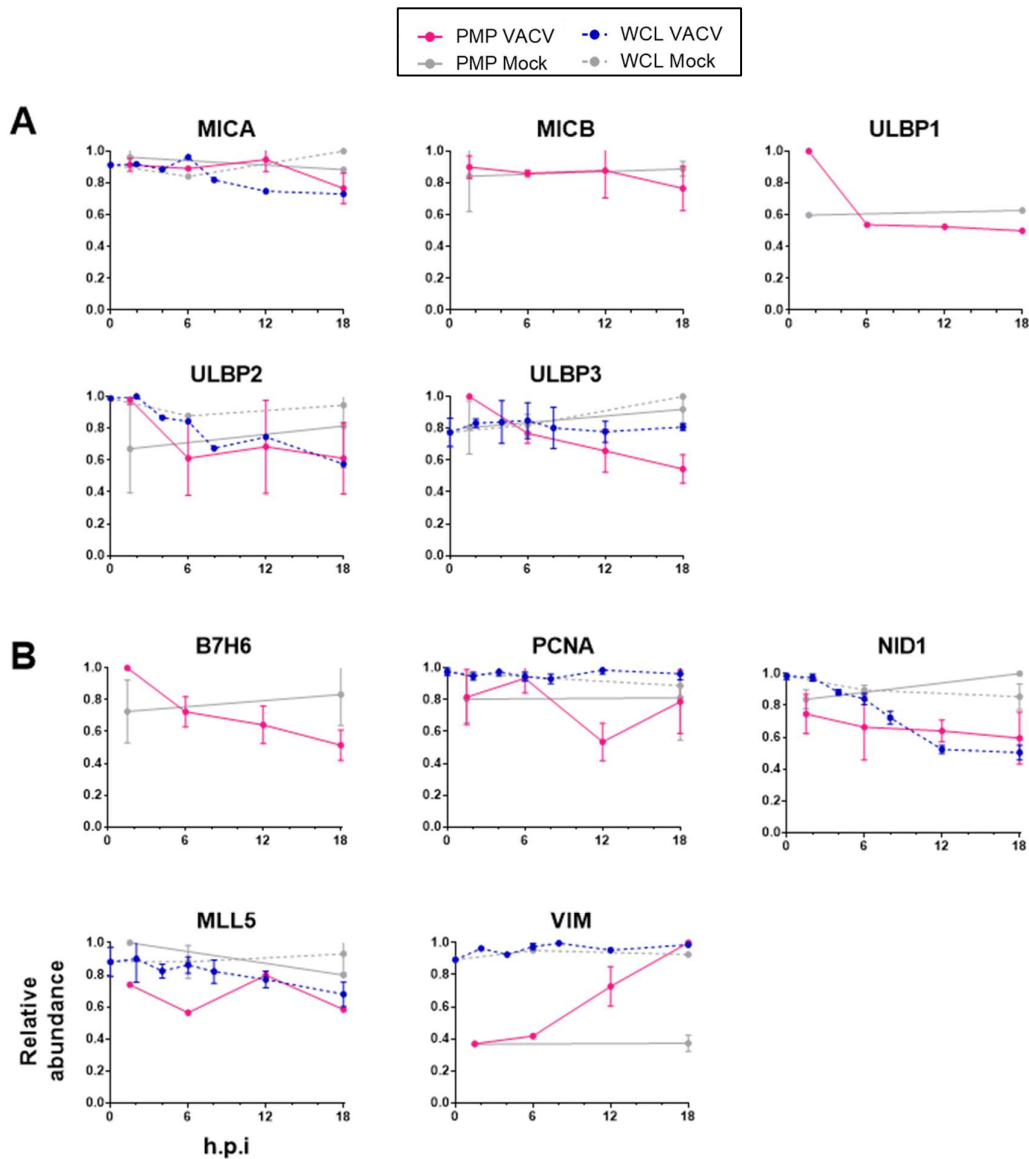 PMP VACV WCL VACV
PMP Mock WCL Mock
A
MICA MICB ULBP1
1.0 1.0 1.0
0.8 0.8 0.8
0.6 0.6 0.6
0.4 0.4 0.4
0.2 0.2 0.2
0.0 0.0 0.0
0 6 12 18 0 6 12 18 0 6 12 18
ULBP2 ULBP3
1.0 1.0
0.8 0.8
0.6 0.6
0.4 0.4
0.2 0.2
0.0 0.0
0 6 12 18 0 6 12 18
B
B7H6 PCNA NID1
1.0 1.0 1.0
0.8 0.8 0.8
0.6 0.6 0.6
0.4 0.4 0.4
0.2 0.2 0.2
0.0 0.0 0.0
0 6 12 18 0 6 12 18 0 6 12 18
MLL5 VIM
1.0 1.0
0.8 0.8
0.6 0.6
0.4 0.4
0.2 0.2
0.0 0.0
0 6 12 18 0 6 12 18
Relative
abundance
h.p.i